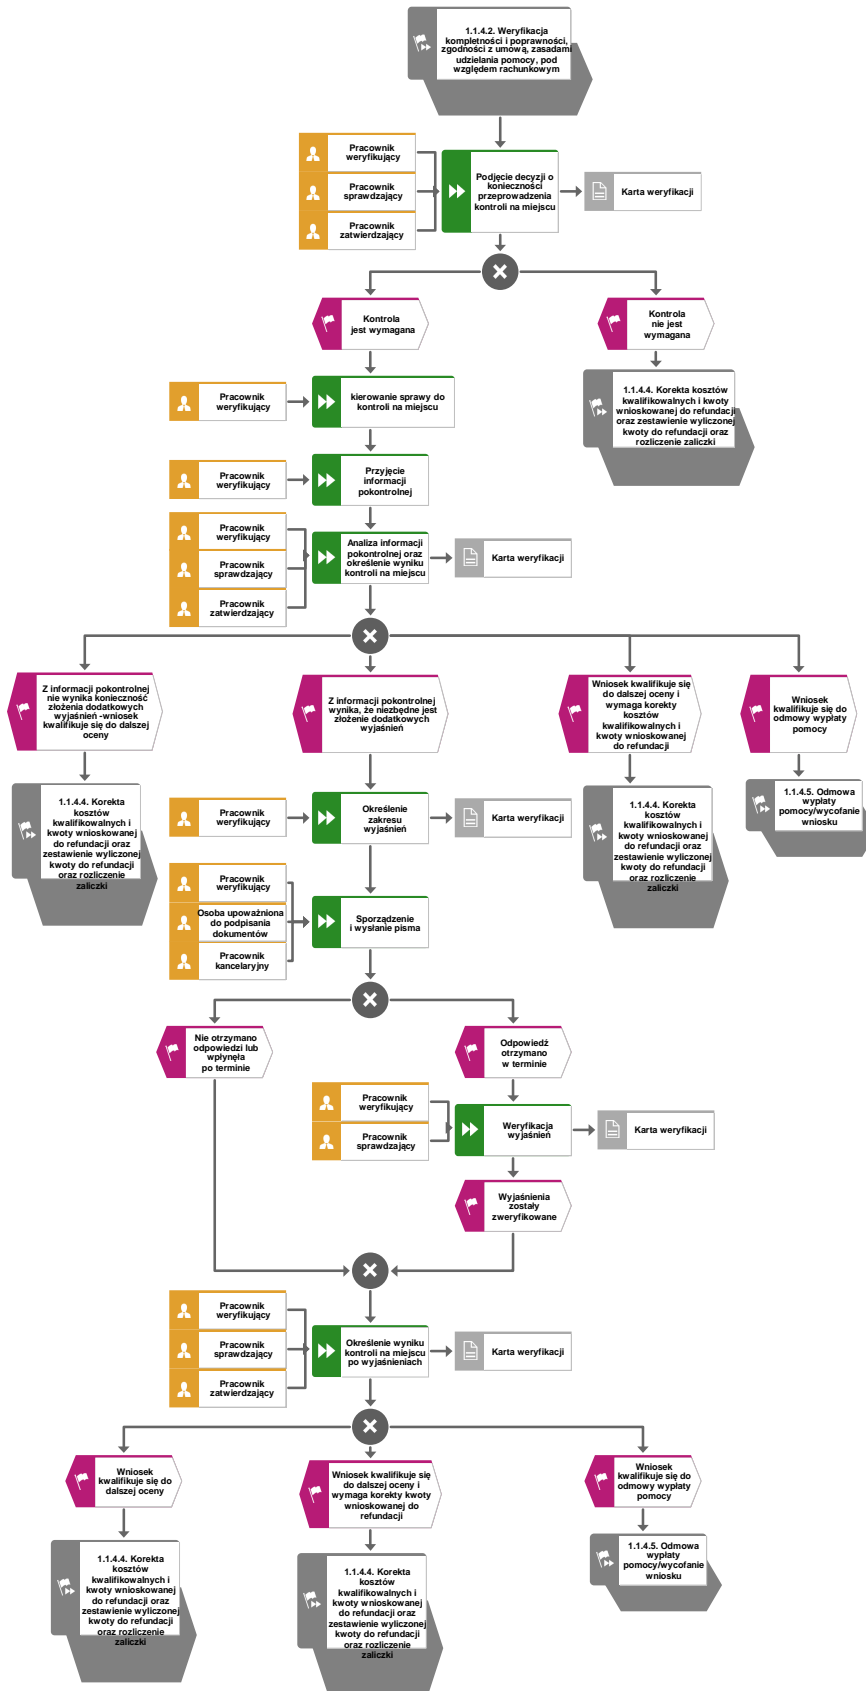 1.1.4.2. Weryfikacja
kompletności i poprawności,
zgodności z umową, zasadami
udzielania pomocy, pod
względem rachunkowym
Pracownik
weryfikujący
Pracownik
sprawdzający
Pracownik
zatwierdzający
Podjęcie decyzji o
konieczności
przeprowadzenia
kontroli na miejscu
Karta weryfikacji
Kontrola
jest wymagana
Kontrola
nie jest
wymagana
Pracownik
weryfikujący
kierowanie sprawy do
kontroli na miejscu
1.1.4.4. Korekta kosztów
kwalifikowalnych i kwoty
wnioskowanej do refundacji
oraz zestawienie wyliczonej
kwoty do refundacji oraz
rozliczenie zaliczki
Pracownik
weryfikujący
Przyjęcie
informacji
pokontrolnej
Pracownik
weryfikujący
Pracownik
sprawdzający
Pracownik
zatwierdzający
Analiza informacji
pokontrolnej oraz
określenie wyniku
kontroli na miejscu
Karta weryfikacji
Z informacji pokontrolnej
nie wynika konieczność
złożenia dodatkowych
wyjaśnień -wniosek
kwalifikuje się do dalszej
oceny
Z informacji pokontrolnej
wynika, że niezbędne jest
złożenie dodatkowych
wyjaśnień
Wniosek kwalifikuje się
do dalszej oceny i
wymaga korekty
kosztów
kwalifikowalnych i
kwoty wnioskowanej
do refundacji
Wniosek
kwalifikuje się do
odmowy wypłaty
pomocy
1.1.4.4. Korekta
kosztów
kwalifikowalnych i
kwoty wnioskowanej
do refundacji oraz
zestawienie wyliczonej
kwoty do refundacji
oraz rozliczenie
zaliczki
Pracownik
weryfikujący
Określenie
zakresu
wyjaśnień
Karta weryfikacji
1.1.4.4. Korekta
kosztów
kwalifikowalnych i
kwoty wnioskowanej
do refundacji oraz
zestawienie wyliczonej
kwoty do refundacji
oraz rozliczenie
zaliczki
1.1.4.5. Odmowa
wypłaty
pomocy/wycofanie
wniosku
Pracownik
weryfikujący
Osoba upoważniona
do podpisania
dokumentów
Pracownik
kancelaryjny
Sporządzenie
i wysłanie pisma
Nie otrzymano
odpowiedzi lub
wpłynęła
po terminie
Odpowiedź
otrzymano
w terminie
Pracownik
weryfikujący
Pracownik
sprawdzający
Weryfikacja
wyjaśnień
Karta weryfikacji
Wyjaśnienia
zostały
zweryfikowane
Pracownik
weryfikujący
Pracownik
sprawdzający
Pracownik
zatwierdzający
Określenie wyniku
kontroli na miejscu
po wyjaśnieniach
Karta weryfikacji
Wniosek
kwalifikuje się do
dalszej oceny
Wniosek kwalifikuje się
do dalszej oceny i
wymaga korekty kwoty
wnioskowanej do
refundacji
Wniosek
kwalifikuje się do
odmowy wypłaty
pomocy
1.1.4.4. Korekta
kosztów
kwalifikowalnych i
kwoty wnioskowanej
do refundacji oraz
zestawienie wyliczonej
kwoty do refundacji
oraz rozliczenie
zaliczki
1.1.4.4. Korekta
kosztów
kwalifikowalnych i
kwoty wnioskowanej
do refundacji oraz
zestawienie wyliczonej
kwoty do refundacji
oraz rozliczenie
zaliczki
1.1.4.5. Odmowa
wypłaty
pomocy/wycofanie
wniosku